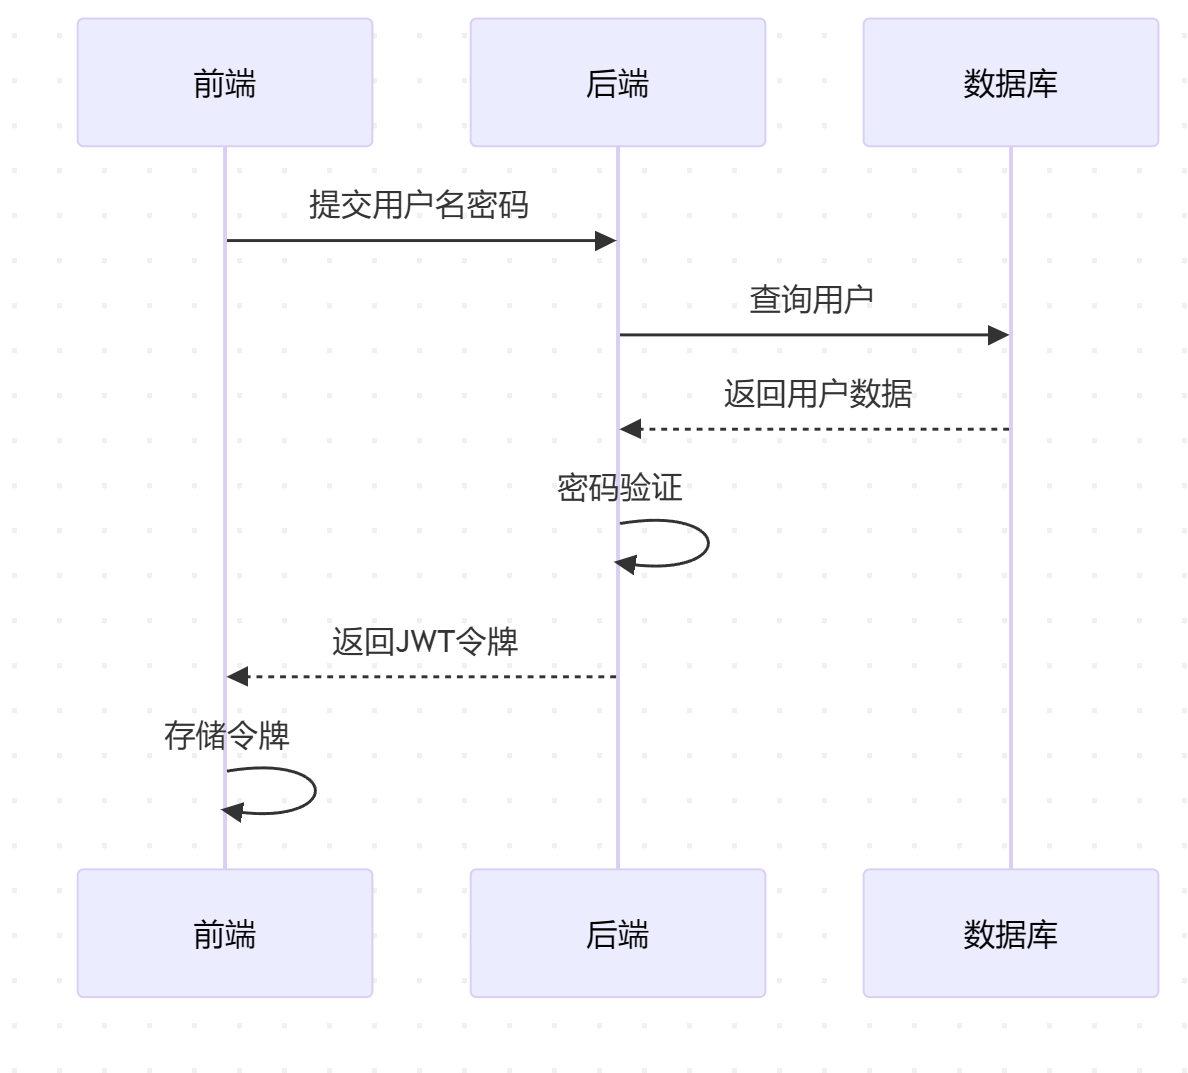 前端
后端
数据库
提交用户名密码
查询用户
返回用户数据
密码验证
返回JWT令牌
存储令牌
前端
后端
数据库